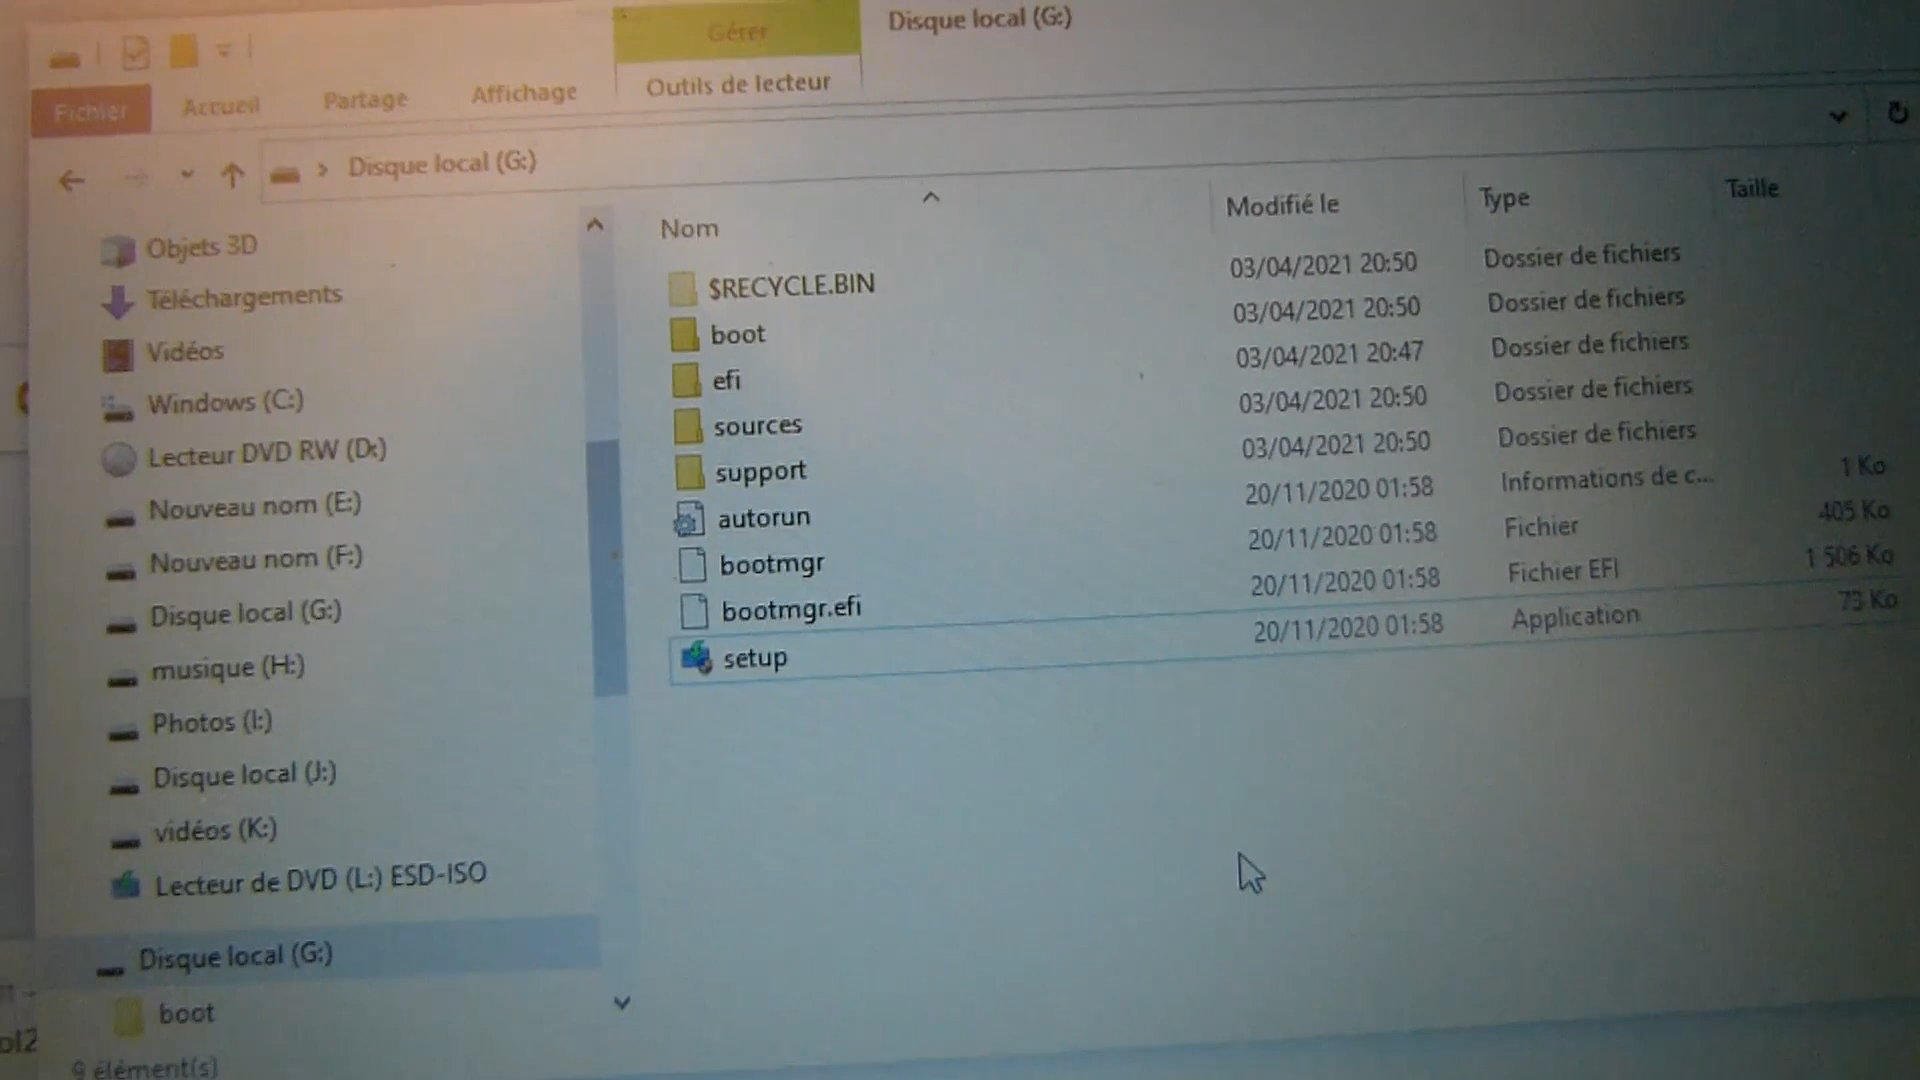 Gérer
Disque local (G:)
Fichier
Accueil
Partage
Affichage
Outils de lecteur
Disque local (G:)
Nom
Modifié le
Type
Taille
Objets 3D
Téléchargements
Vidéos
Windows (C:)
Lecteur DVD RW (D:)
Nouveau nom (E:)
Nouveau nom (F:)
Disque local (G:)
musique (H:)
Photos (I:)
Disque local (J:)
vidéos (K:)
Lecteur de DVD (L:) ESD-ISO
Disque local (G:)
boot
$RECYCLE.BIN 03/04/2021 20:50 Dossier de fichiers
boot 03/04/2021 20:50 Dossier de fichiers
efi 03/04/2021 20:47 Dossier de fichiers
sources 03/04/2021 20:50 Dossier de fichiers
support 03/04/2021 20:50 Dossier de fichiers
autorun 20/11/2020 01:58 Informations de c... 1 Ko
bootmgr 20/11/2020 01:58 Fichier 405 Ko
bootmgr.efi 20/11/2020 01:58 Fichier EFI 1 506 Ko
setup 20/11/2020 01:58 Application 73 Ko
9 élément(s)